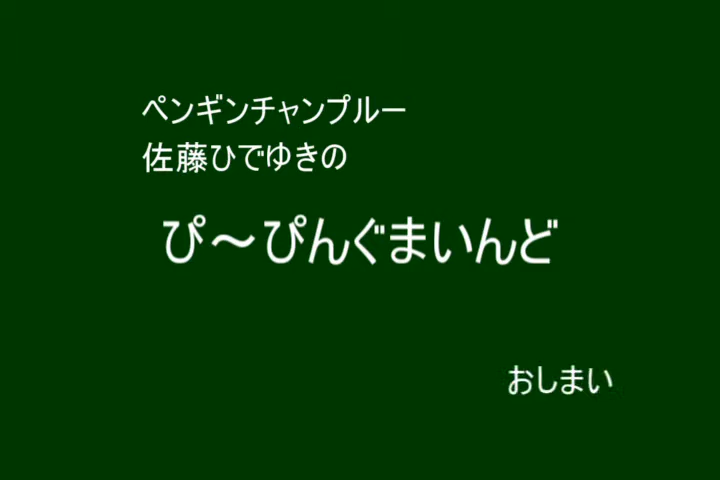 ペンギンチャンプルー
佐藤ひでゆきの
ぴ～ぴんぐまいんど
おしまい